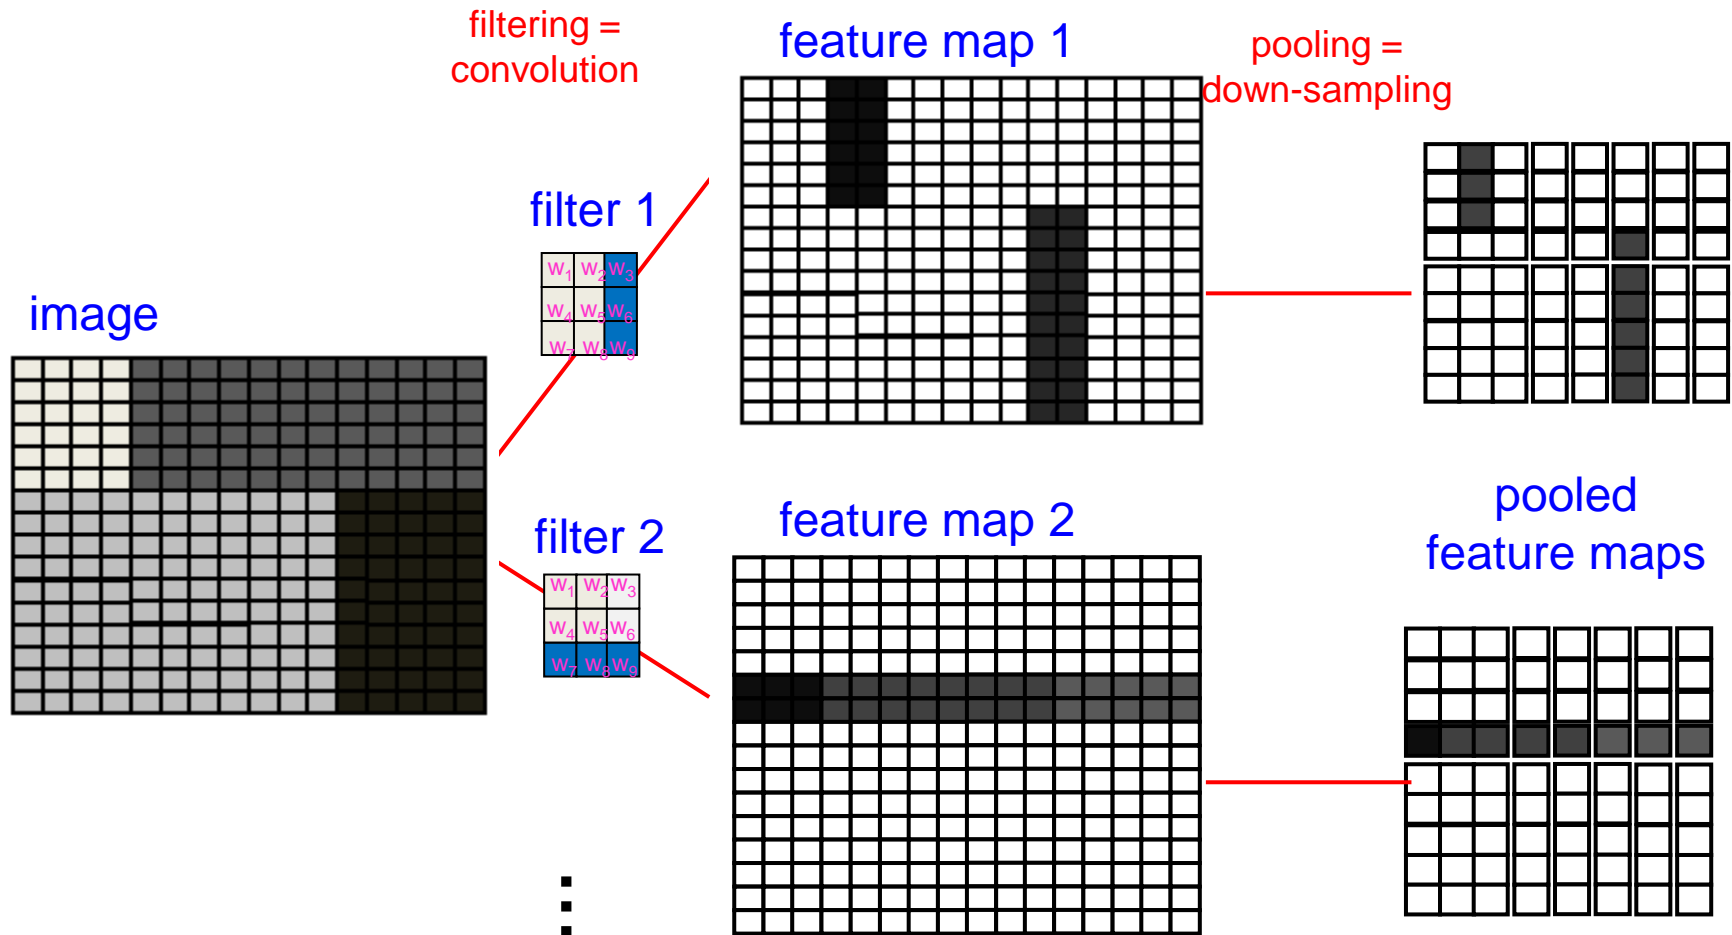 filtering =
convolution
feature map 1
pooling =
down-sampling
filter 1
w1 w2 w3
w4 w5 w6
w7 w8 w9
image
filter 2
w1 w2 w3
w4 w5 w6
w7 w8 w9
feature map 2
pooled
feature maps